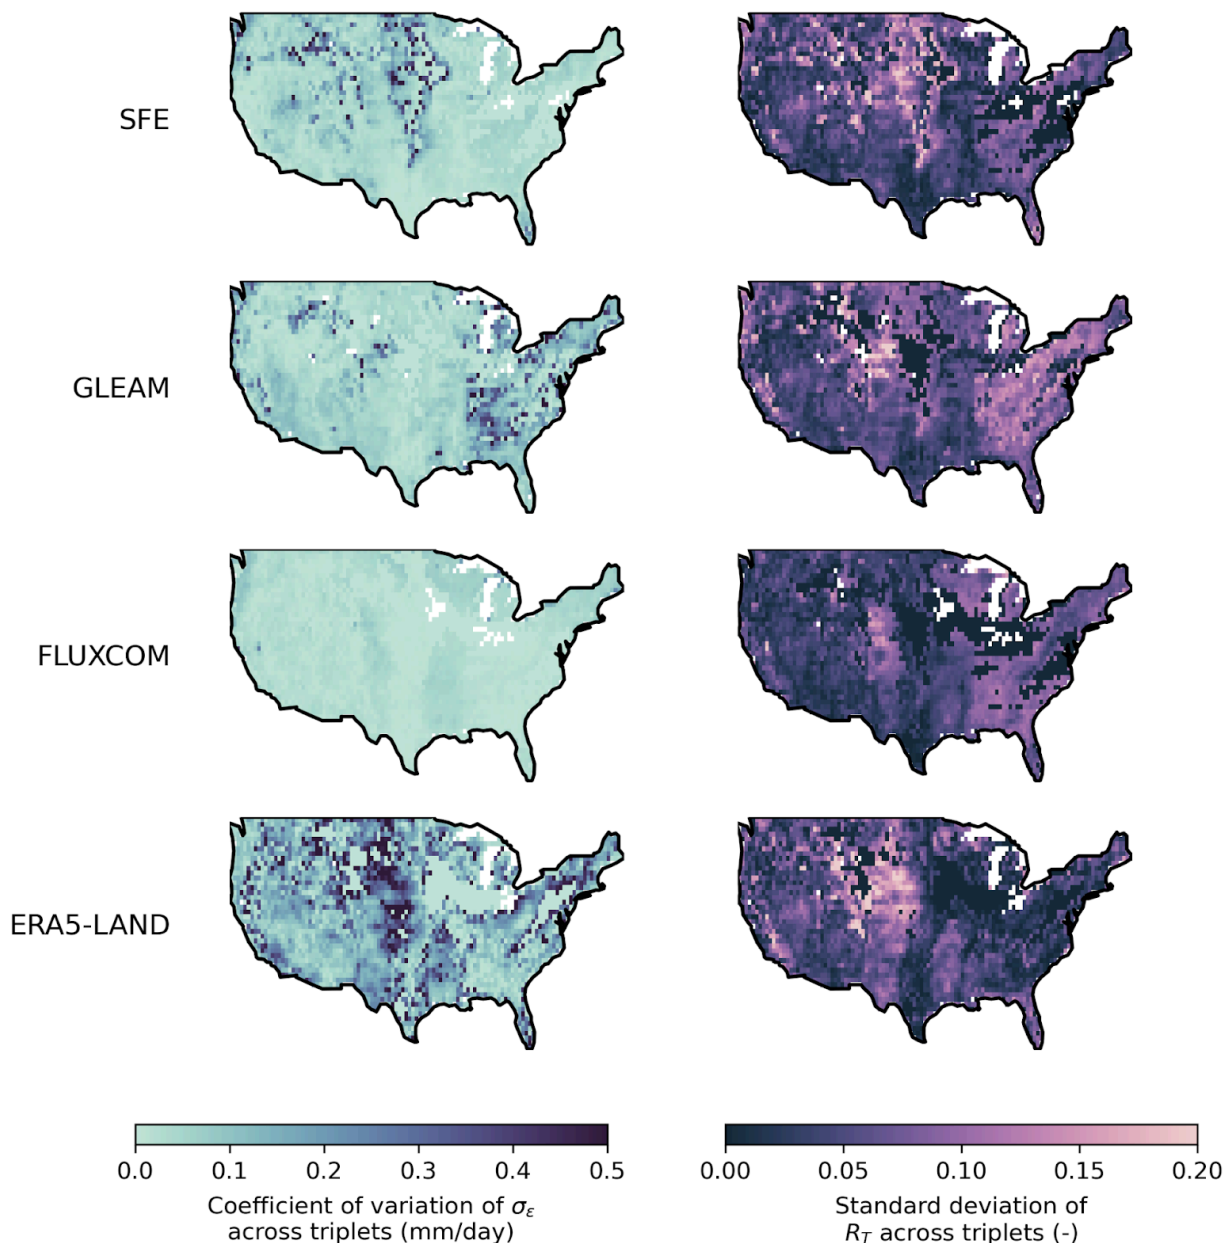 SFE
GLEAM
FLUXCOM
ERA5-LAND
0.0 0.1 0.2 0.3 0.4 0.5
Coefficient of variation of σε
across triplets (mm/day)
0.00 0.05 0.10 0.15 0.20
Standard deviation of
RT across triplets (-)